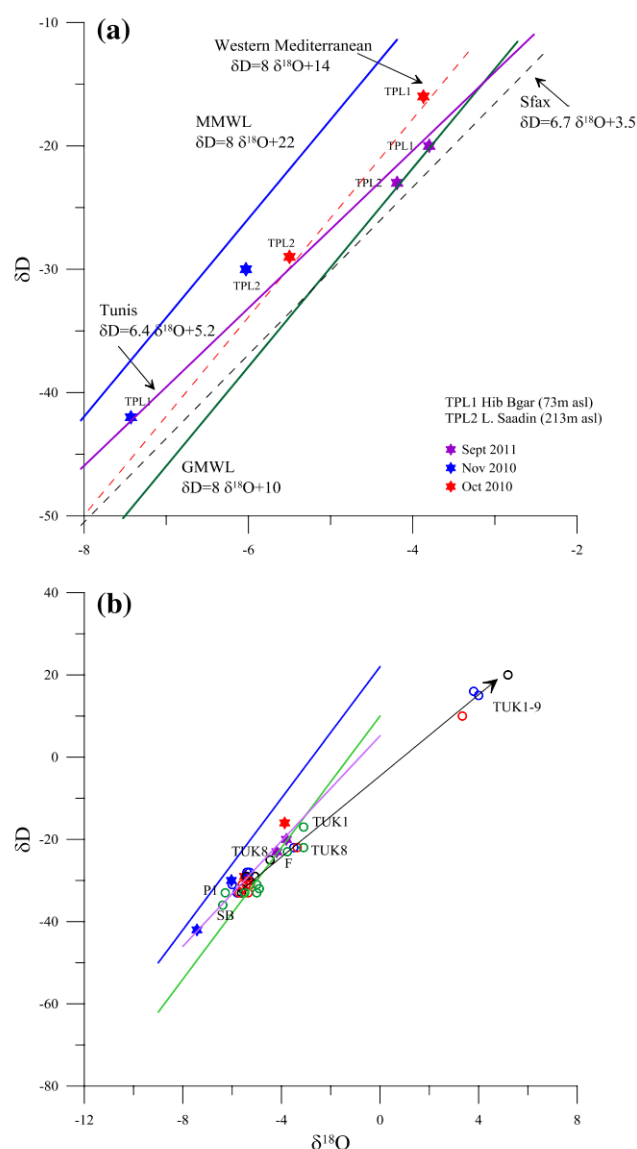 (a)
-10
-20
-30
-40
-50
δD
-8
-6
-4
-2
Western Mediterranean
δD=8 δ¹⁸O+14
MMWL
δD=8 δ¹⁸O+22
TPL1
Sfax
δD=6.7 δ¹⁸O+3.5
TPL1
TPL2
TPL2
TPL2
Tunis
δD=6.4 δ¹⁸O+5.2
TPL1
TPL1 Hib Bgar (73m asl)
TPL2 L. Saadin (213m asl)
Sept 2011
Nov 2010
Oct 2010
GMWL
δD=8 δ¹⁸O+10
(b)
40
20
0
-20
-40
-60
-80
δD
TUK1-9
TUK1
TUK8
F
TUK8
P1
SB
-12
-8
-4
0
4
8
δ¹⁸O